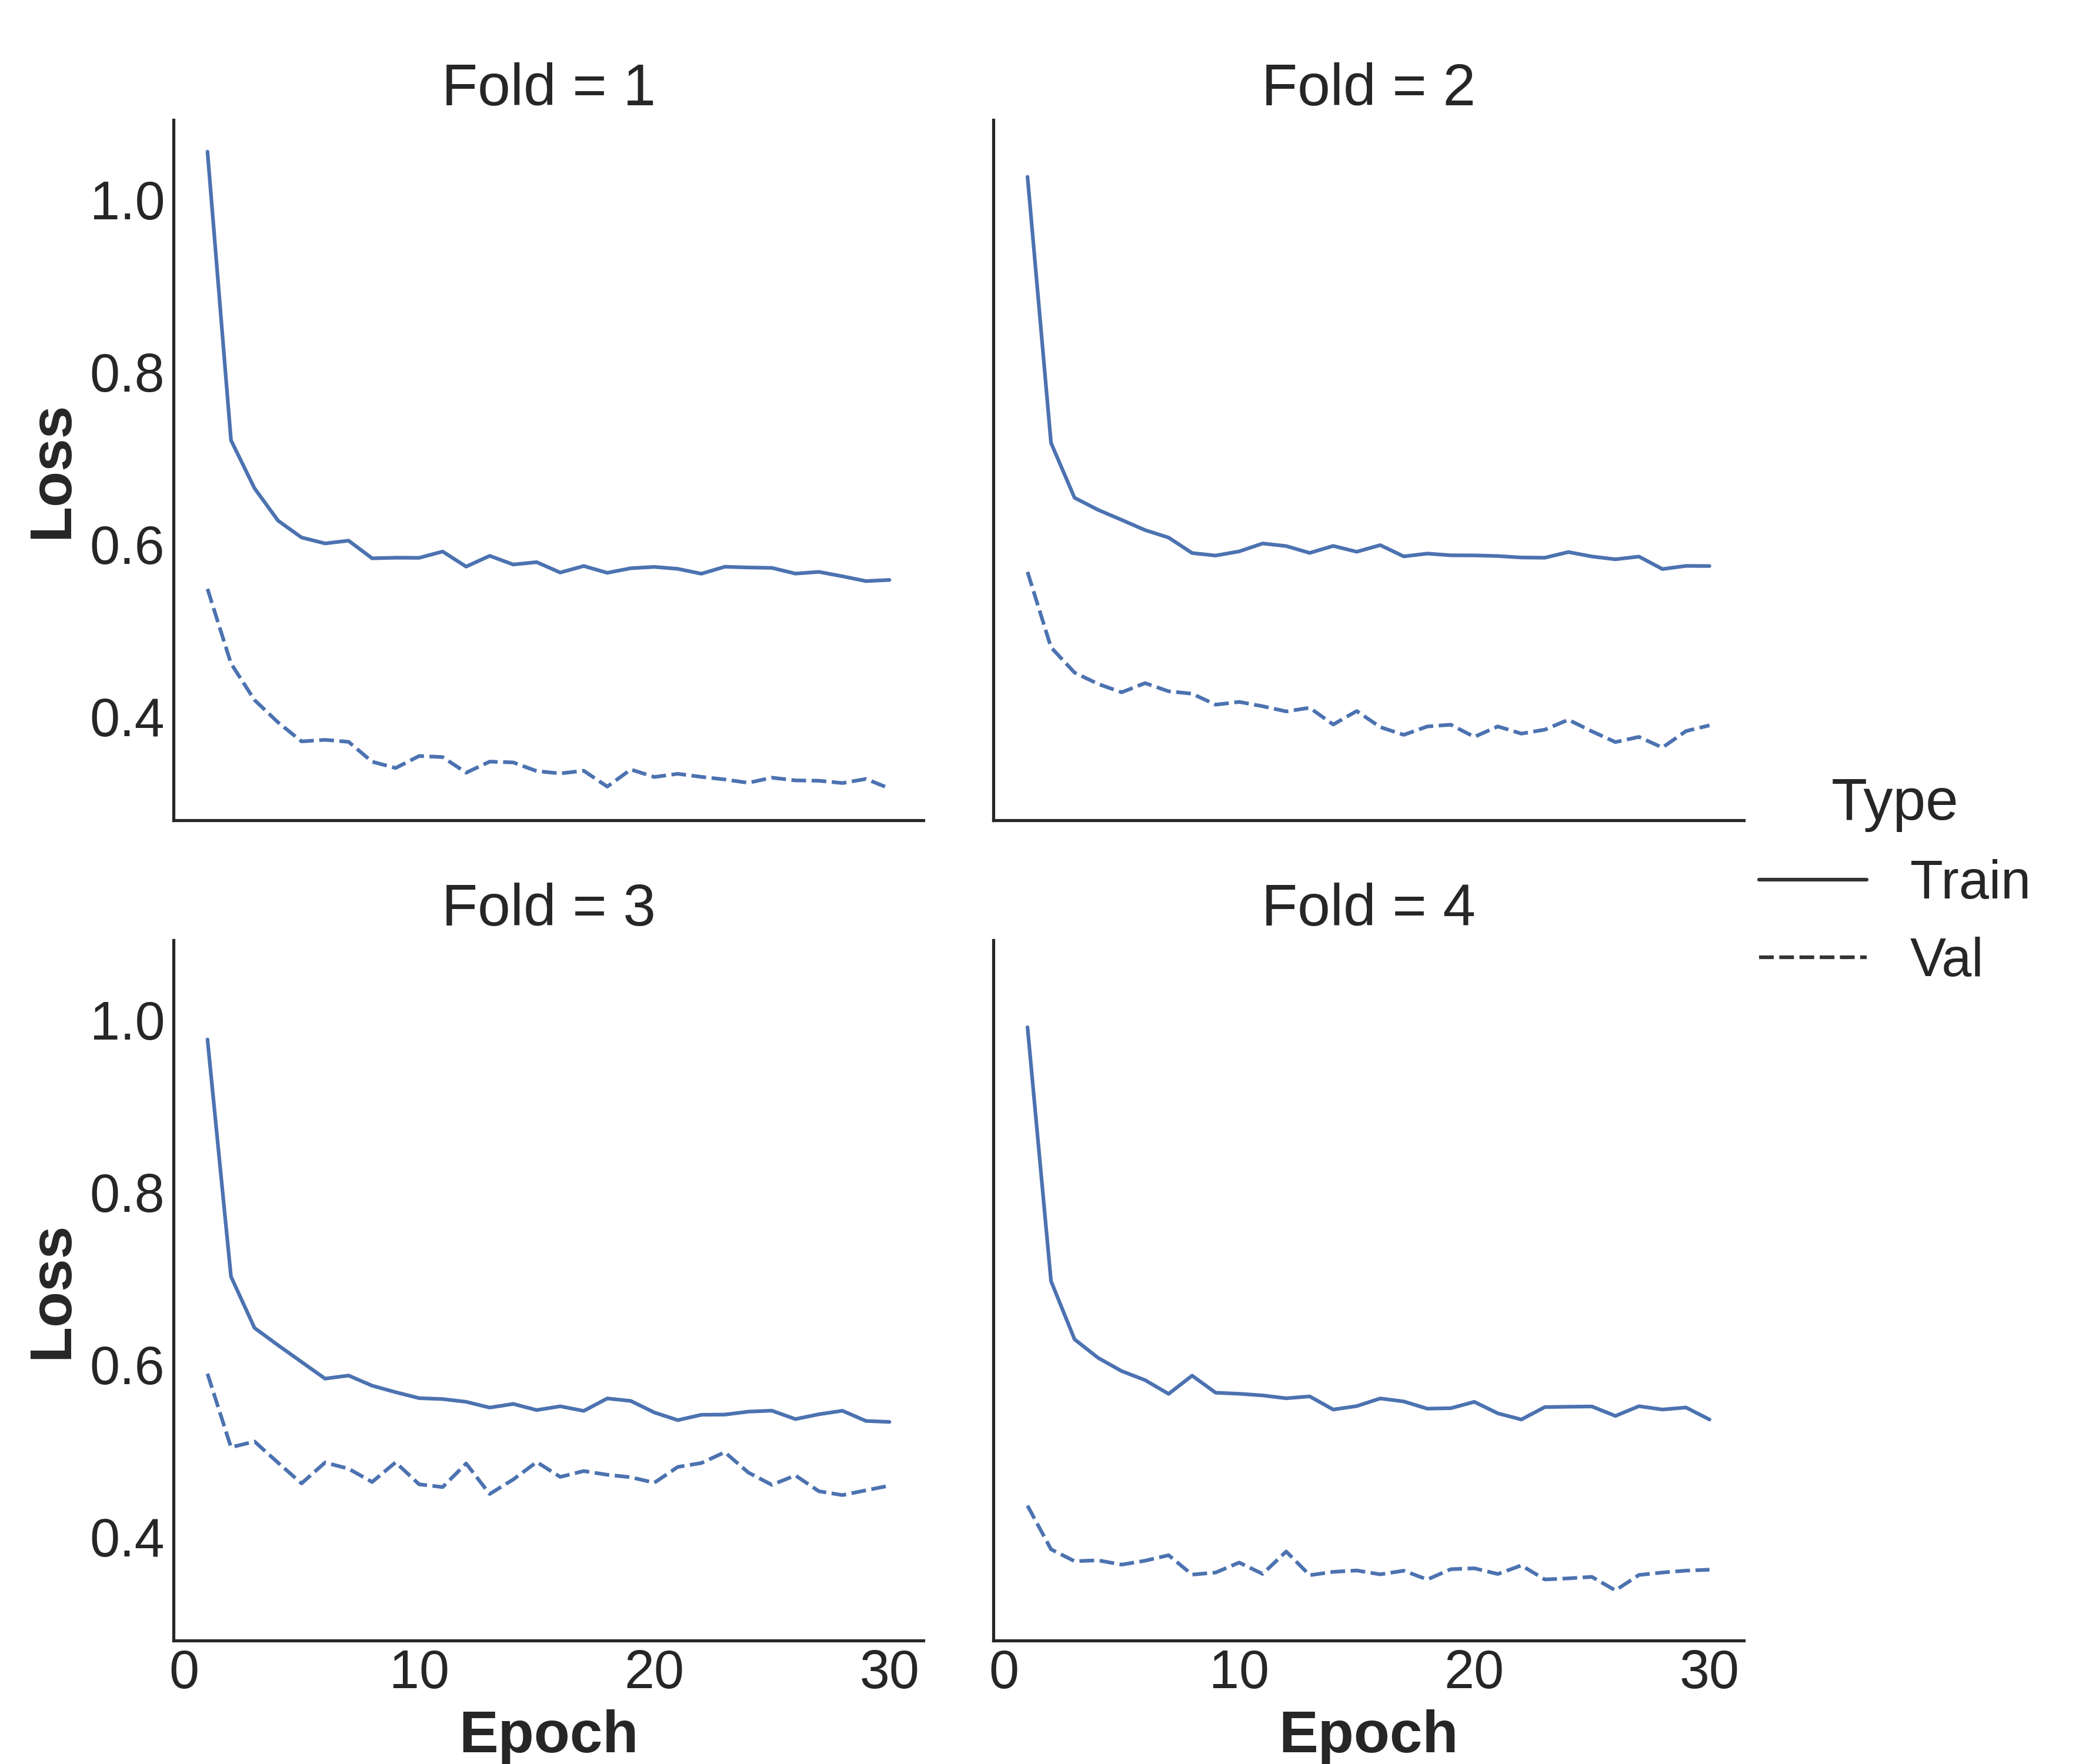 Fold = 1
Fold = 2
1.0
0.8
0.6
0.4
Loss
Type
Train
Val
Fold = 3
Fold = 4
1.0
0.8
0.6
0.4
Loss
0 10 20 30
0 10 20 30
Epoch
Epoch